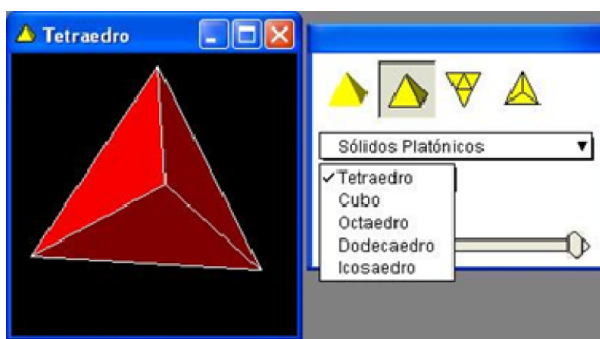 Tetraedro
Sólidos Platónicos
Tetraedro
Cubo
Octaedro
Dodecaedro
Icosaedro